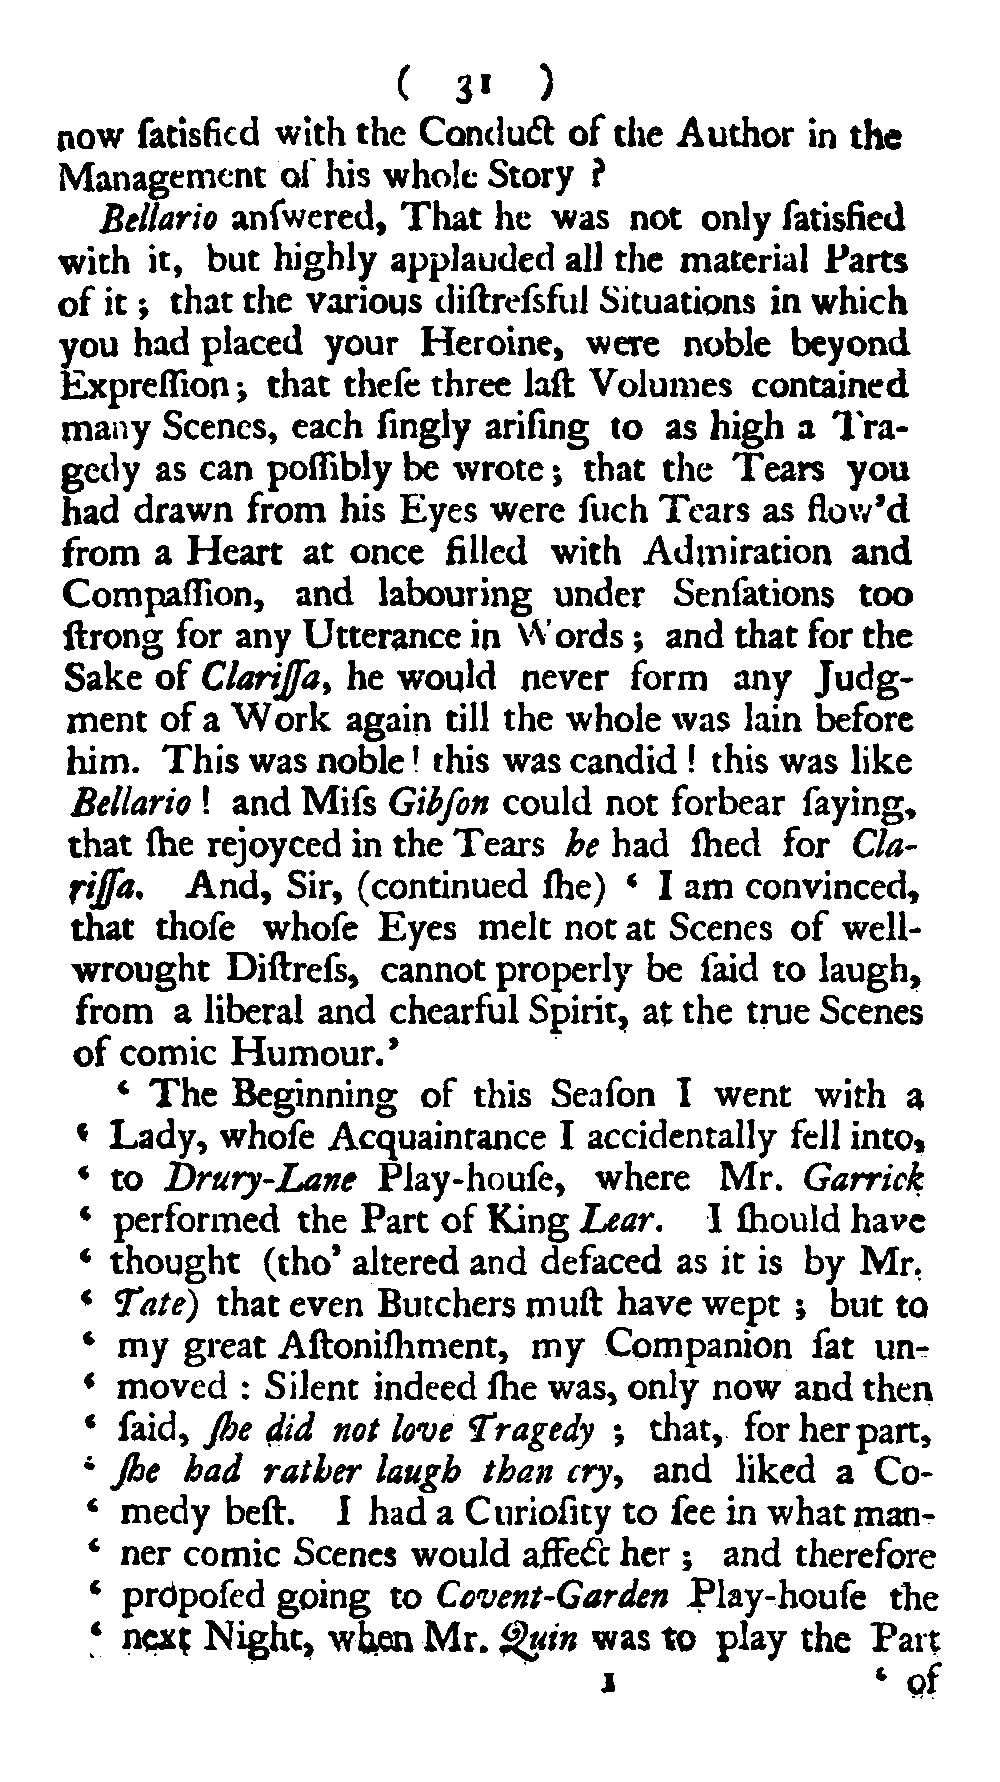 ( 31 )
now ſatisfied with the Conduct of the Author in the
Management of his whole Story ?
Bellario anſwered, That he was not only ſatisfied
with it, but highly applauded all the material Parts
of it ; that the various diſtreſsful Situations in which
you had placed your Heroine, were noble beyond
Expreſſion ; that theſe three laſt Volumes contained
many Scenes, each ſingly ariſing to as high a Tra-
gedy as can poſſibly be wrote ; that the Tears you
had drawn from his Eyes were ſuch Tears as flow'd
from a Heart at once filled with Admiration and
Compaſſion, and labouring under Senſations too
ſtrong for any Utterance in Words ; and that for the
Sake of Clariſſa, he would never form any Judg-
ment of a Work again till the whole was lain before
him. This was noble ! this was candid ! this was like
Bellario ! and Miſs Gibſon could not forbear ſaying,
that ſhe rejoyced in the Tears he had ſhed for Cla-
riſſa. And, Sir, (continued ſhe) ‘ I am convinced,
that thoſe whoſe Eyes melt not at Scenes of well-
wrought Diſtreſs, cannot properly be ſaid to laugh,
from a liberal and chearful Spirit, at the true Scenes
of comic Humour.’
‘ The Beginning of this Seaſon I went with a
‘ Lady, whoſe Acquaintance I accidentally fell into,
‘ to Drury-Lane Play-houſe, where Mr. Garrick
‘ performed the Part of King Lear. I ſhould have
‘ thought (tho’ altered and defaced as it is by Mr.
‘ Tate) that even Butchers muſt have wept ; but to
‘ my great Aſtoniſhment, my Companion ſat un-
‘ moved : Silent indeed ſhe was, only now and then
‘ ſaid, ſhe did not love Tragedy ; that, for her part,
‘ ſhe had rather laugh than cry, and liked a Co-
‘ medy beſt. I had a Curioſity to ſee in what man-
‘ ner comic Scenes would affect her ; and therefore
‘ propoſed going to Covent-Garden Play-houſe the
‘ next Night, when Mr. Quin was to play the Part
1 ‘ of